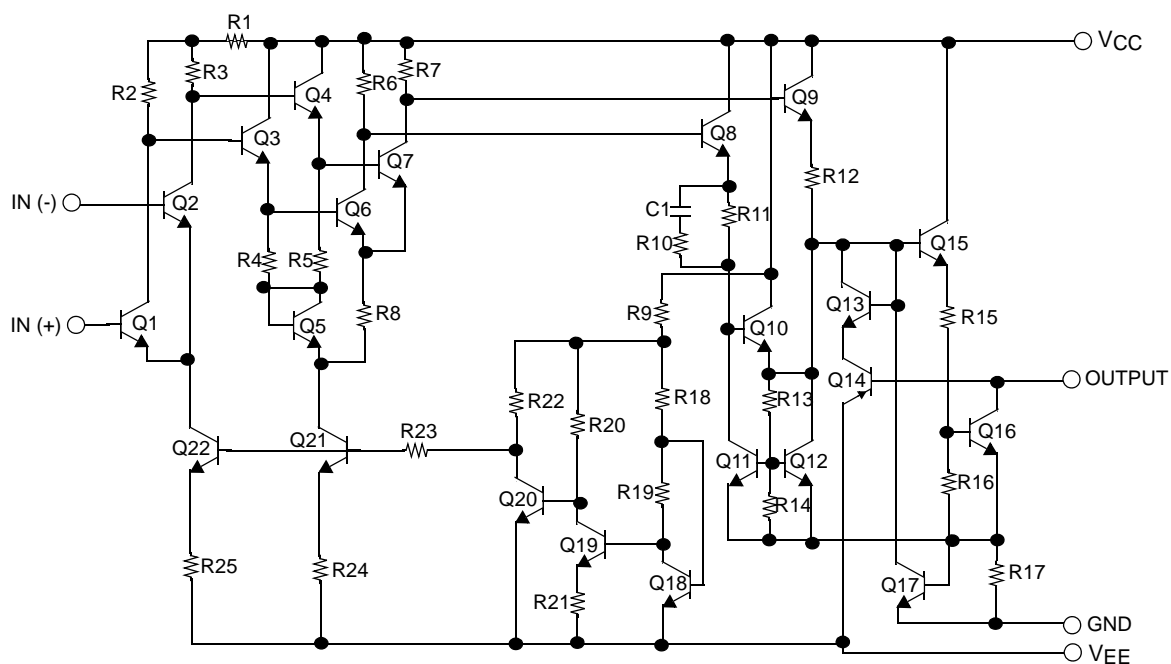 R1
VCC
R3
R6
R7
R2
Q4
Q9
Q3
Q8
Q7
R12
IN (-)
Q2
Q6
C1
R11
Q15
R10
R4
R5
Q13
R9
R8
IN (+)
Q1
Q5
Q10
R15
Q14
OUTPUT
R22
R18
R13
R20
R23
Q16
Q22
Q21
Q11
Q12
R16
R19
Q20
R14
Q19
R25
R24
Q18
Q17
R17
R21
GND
VEE